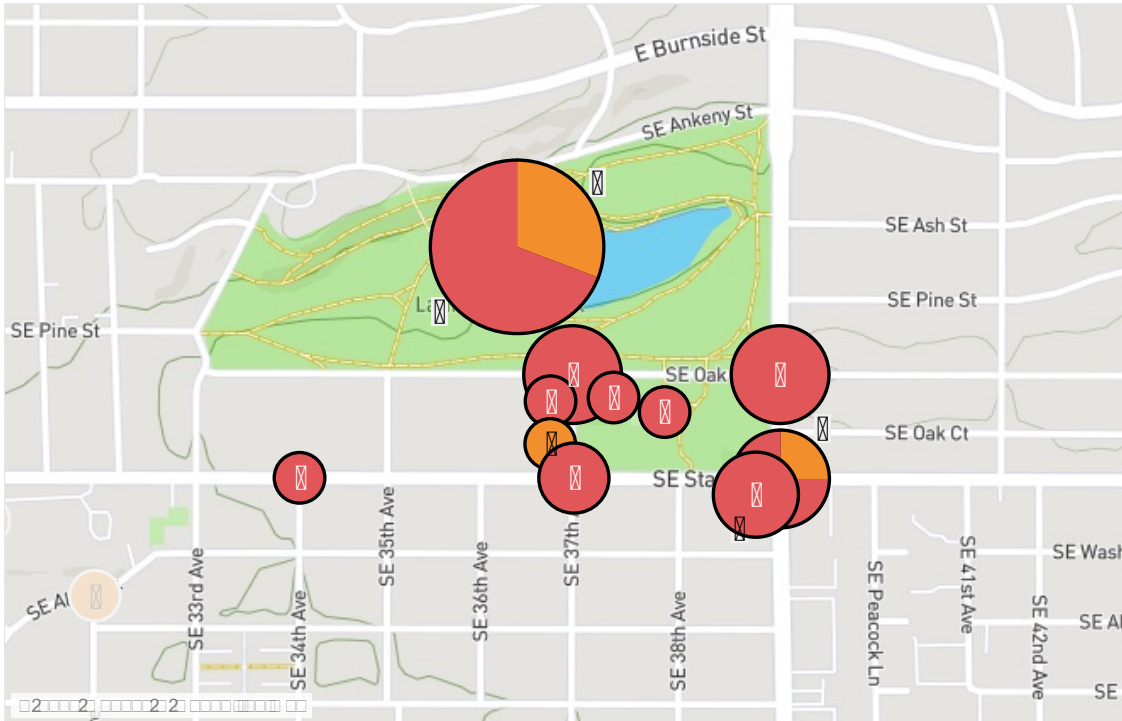 E Burnside St
SE Ankeny St
SE Ash St
SE Pine St
SE Pine St
SE Oak
SE Oak Ct
SE 33rd Ave
SE 34th Ave
SE 35th Ave
SE 36th Ave
SE 37th
SE 38th Ave
SE Peacock Ln
SE 41st Ave
SE 42nd Ave
SE Wash
SE Al
SE
SE Sta
SE Al
La